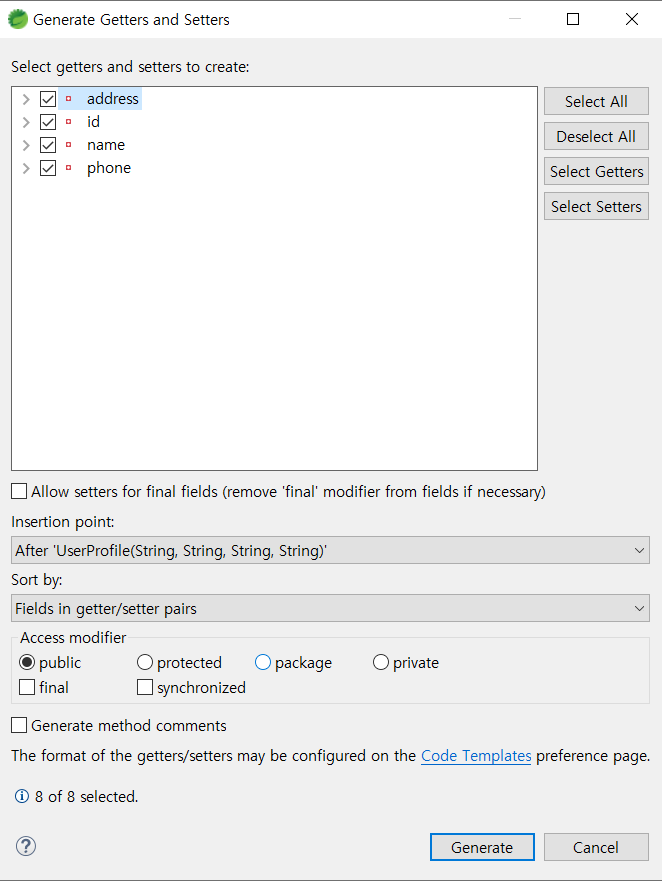 Generate Getters and Setters
Select getters and setters to create:
address
id
name
phone
Select All
Deselect All
Select Getters
Select Setters
Allow setters for final fields (remove 'final' modifier from fields if necessary)
Insertion point:
After 'UserProfile(String, String, String, String)'
Sort by:
Fields in getter/setter pairs
Access modifier
public protected package private
final synchronized
Generate method comments
The format of the getters/setters may be configured on the Code Templates preference page.
8 of 8 selected.
Generate Cancel